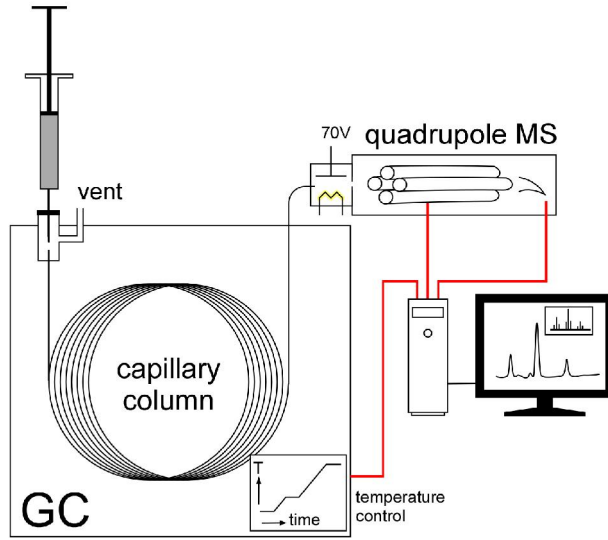 70V
quadrupole MS
vent
capillary
column
T
time
GC
temperature
control